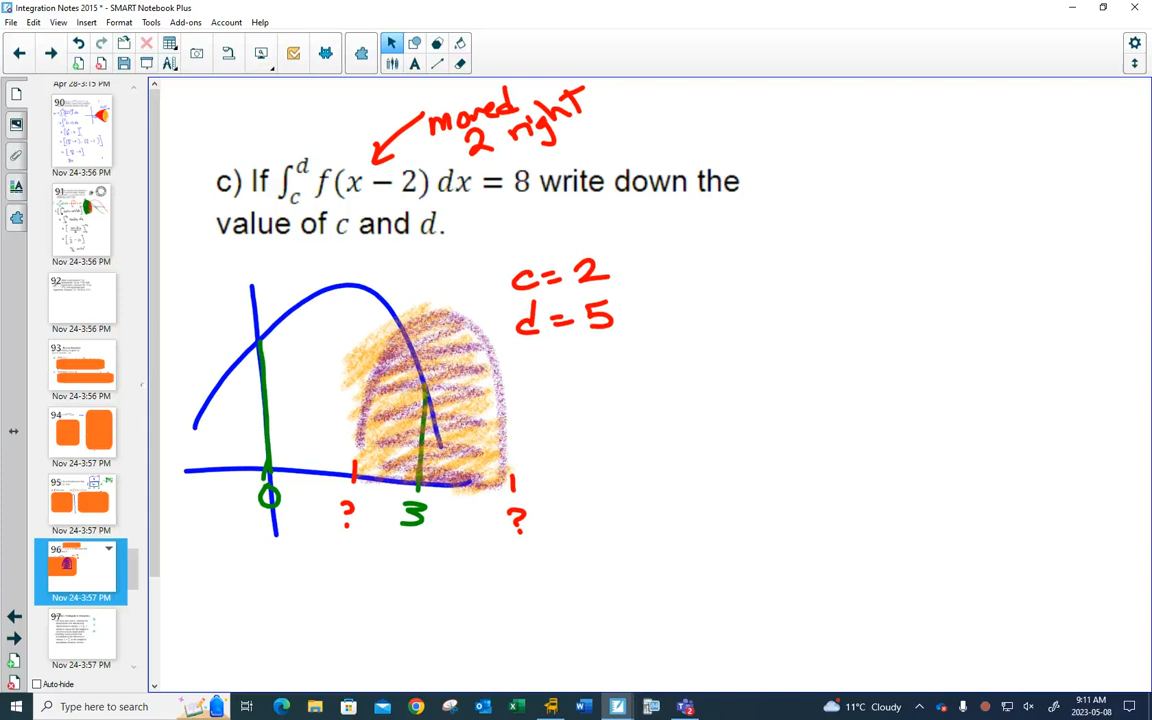 Integration Notes 2015 * - SMART Notebook Plus
File Edit View Insert Format Tools Add-ons Account Help
Apr 28-3:15 PM
90
91
Nov 24-3:56 PM
92
Nov 24-3:56 PM
93
Nov 24-3:56 PM
94
Nov 24-3:57 PM
95
Nov 24-3:57 PM
96
Nov 24-3:57 PM
97
Nov 24-3:57 PM
Auto-hide
moved
2 right
c) If ∫_c^d f(x − 2) dx = 8 write down the
value of c and d.
c = 2
d = 5
0 ? 3 ?
Type here to search
11°C Cloudy
9:11 AM
2023-05-08